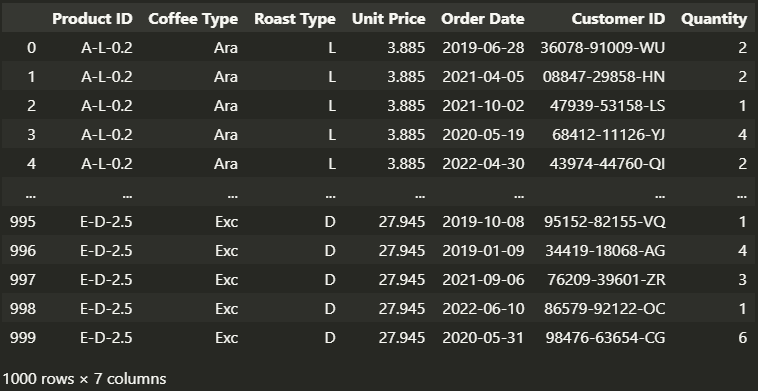 Product ID Coffee Type Roast Type Unit Price Order Date Customer ID Quantity
0 A-L-0.2 Ara L 3.885 2019-06-28 36078-91009-WU 2
1 A-L-0.2 Ara L 3.885 2021-04-05 08847-29858-HN 2
2 A-L-0.2 Ara L 3.885 2021-10-02 47939-53158-LS 1
3 A-L-0.2 Ara L 3.885 2020-05-19 68412-11126-YJ 4
4 A-L-0.2 Ara L 3.885 2022-04-30 43974-44760-QI 2
... ... ... ... ... ... ... ...
995 E-D-2.5 Exc D 27.945 2019-10-08 95152-82155-VQ 1
996 E-D-2.5 Exc D 27.945 2019-01-09 34419-18068-AG 4
997 E-D-2.5 Exc D 27.945 2021-09-06 76209-39601-ZR 3
998 E-D-2.5 Exc D 27.945 2022-06-10 86579-92122-OC 1
999 E-D-2.5 Exc D 27.945 2020-05-31 98476-63654-CG 6
1000 rows × 7 columns